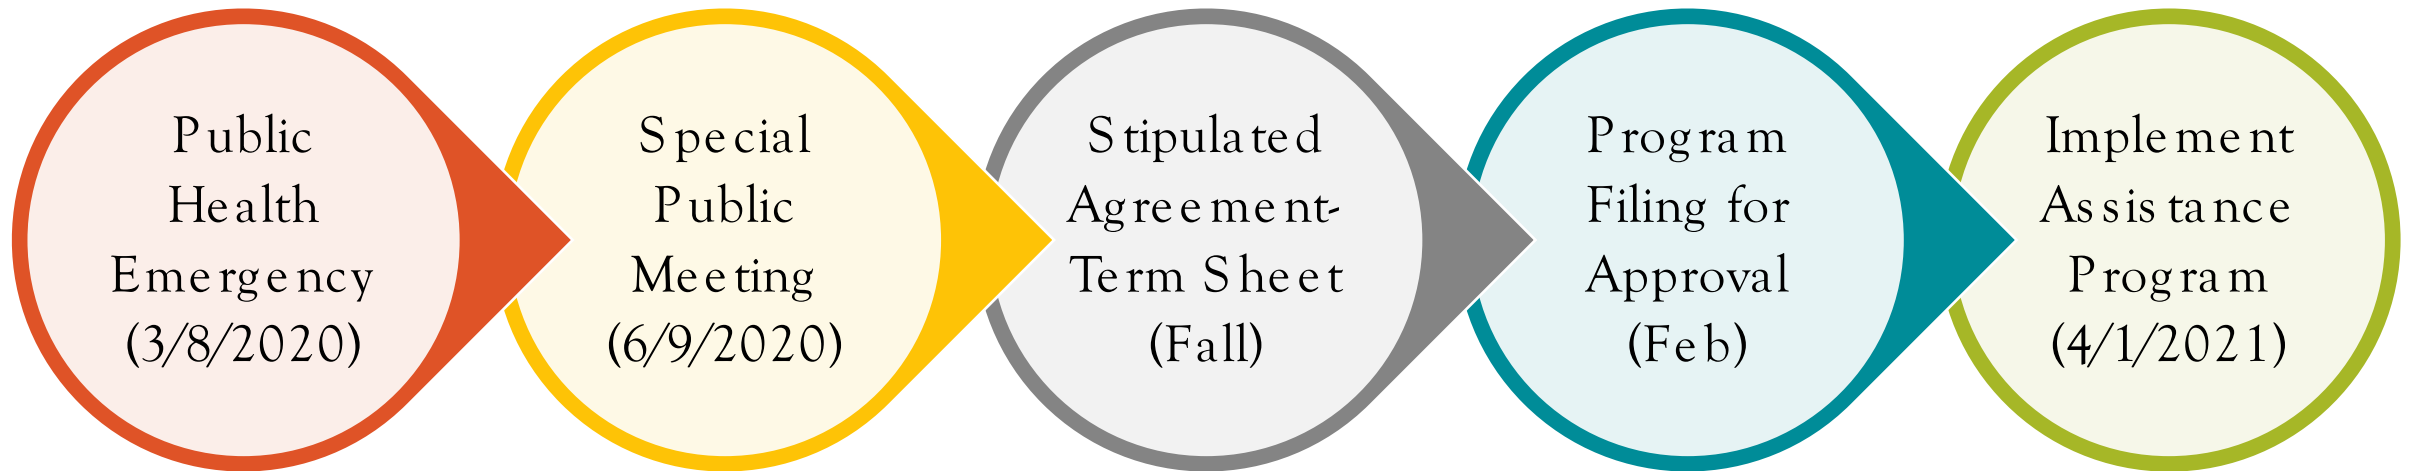 Public
Health
Emergency
(3/8/2020)
Special
Public
Meeting
(6/9/2020)
Stipulated
Agreement-
Term Sheet
(Fall)
Program
Filing for
Approval
(Feb)
Implement
Assistance
Program
(4/1/2021)